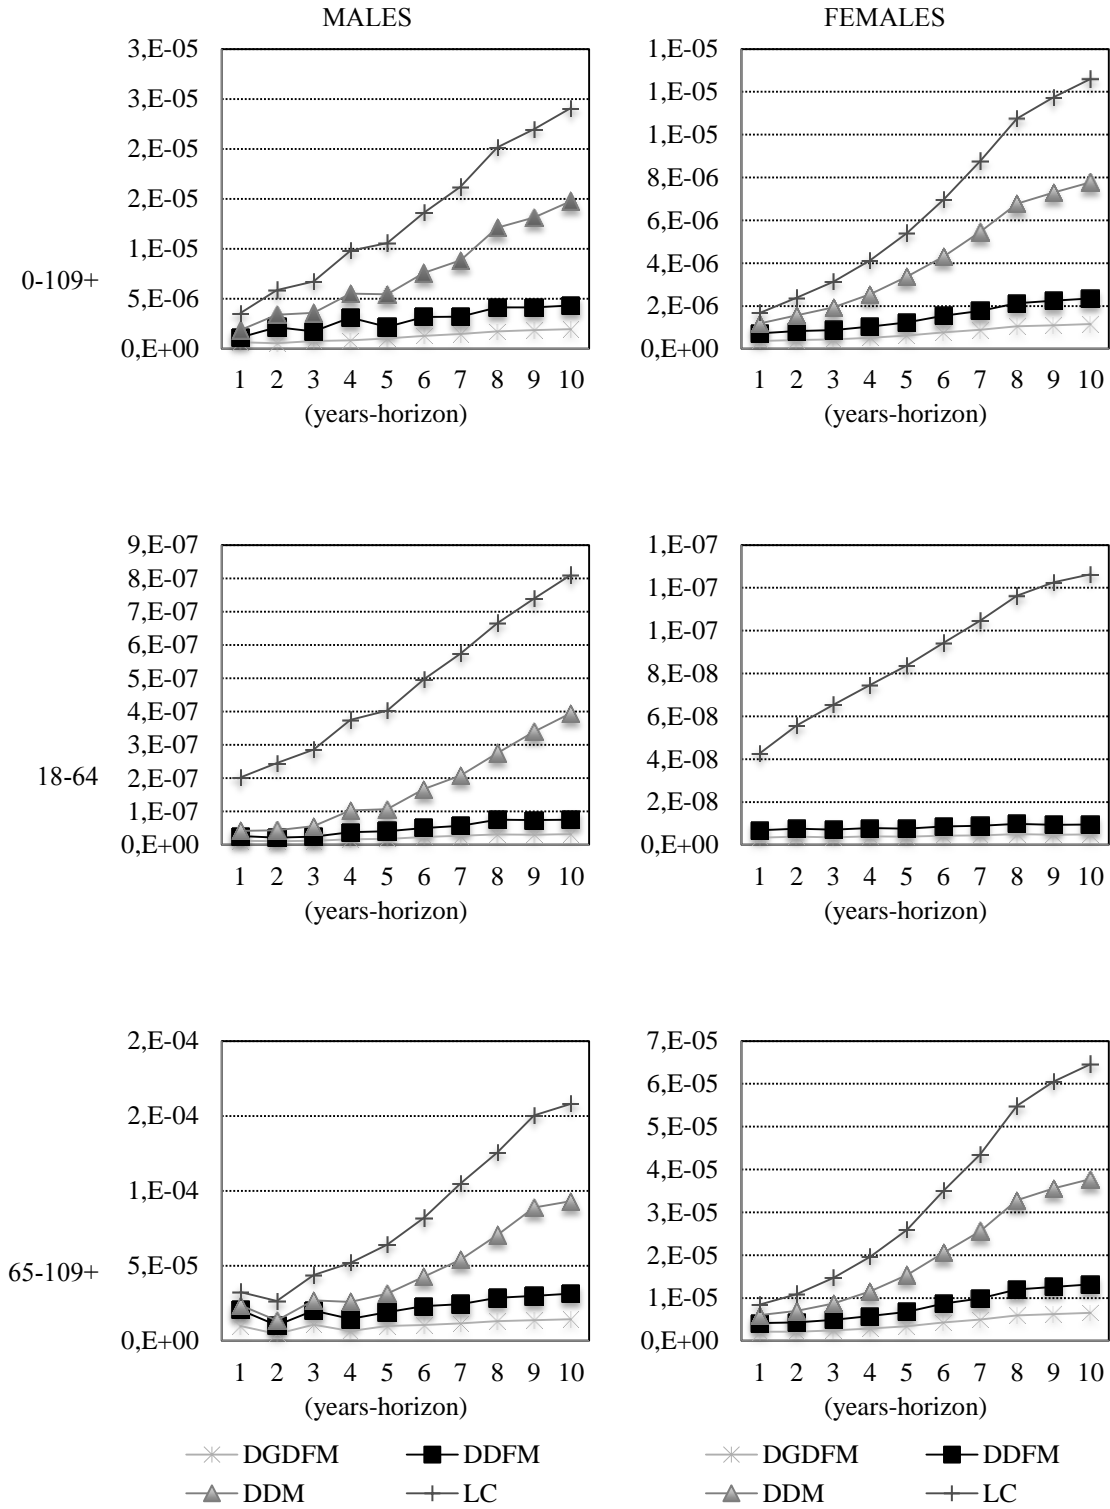 MALES
3,E-05
3,E-05
2,E-05
2,E-05
1,E-05
5,E-06
0,E+00
0-109+
1 2 3 4 5 6 7 8 9 10
(years-horizon)
FEMALES
1,E-05
1,E-05
1,E-05
8,E-06
6,E-06
4,E-06
2,E-06
0,E+00
1 2 3 4 5 6 7 8 9 10
(years-horizon)
9,E-07
8,E-07
7,E-07
6,E-07
5,E-07
4,E-07
3,E-07
2,E-07
1,E-07
0,E+00
18-64
1 2 3 4 5 6 7 8 9 10
(years-horizon)
1,E-07
1,E-07
1,E-07
8,E-08
6,E-08
4,E-08
2,E-08
0,E+00
1 2 3 4 5 6 7 8 9 10
(years-horizon)
2,E-04
2,E-04
1,E-04
5,E-05
0,E+00
65-109+
1 2 3 4 5 6 7 8 9 10
(years-horizon)
7,E-05
6,E-05
5,E-05
4,E-05
3,E-05
2,E-05
1,E-05
0,E+00
1 2 3 4 5 6 7 8 9 10
(years-horizon)
DGDFM DDFM
DDM LC
DGDFM DDFM
DDM LC